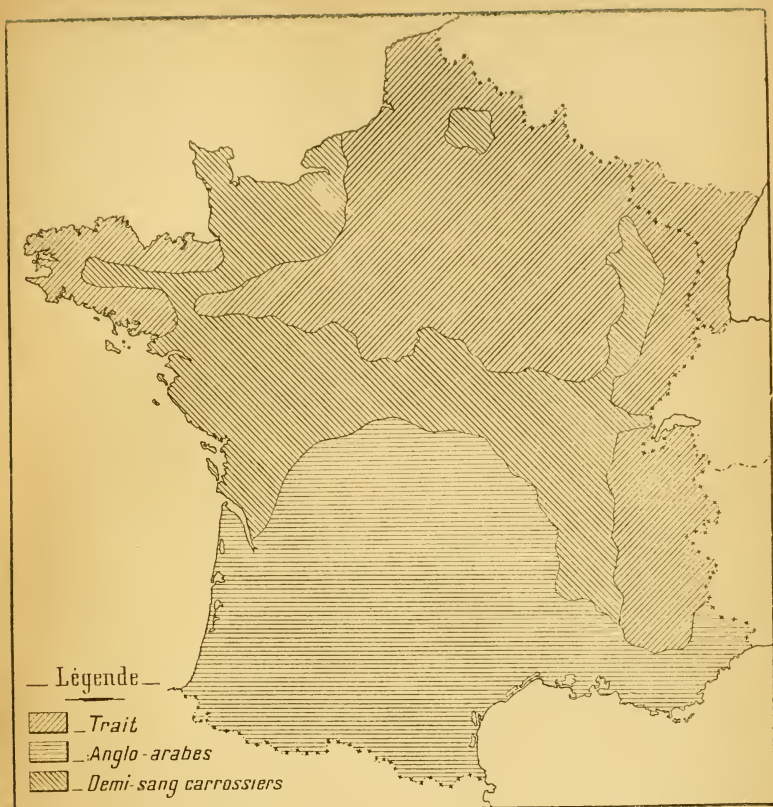 _ Légende _
_ Trait
_ Anglo-arabes
_ Demi-sang carrossiers